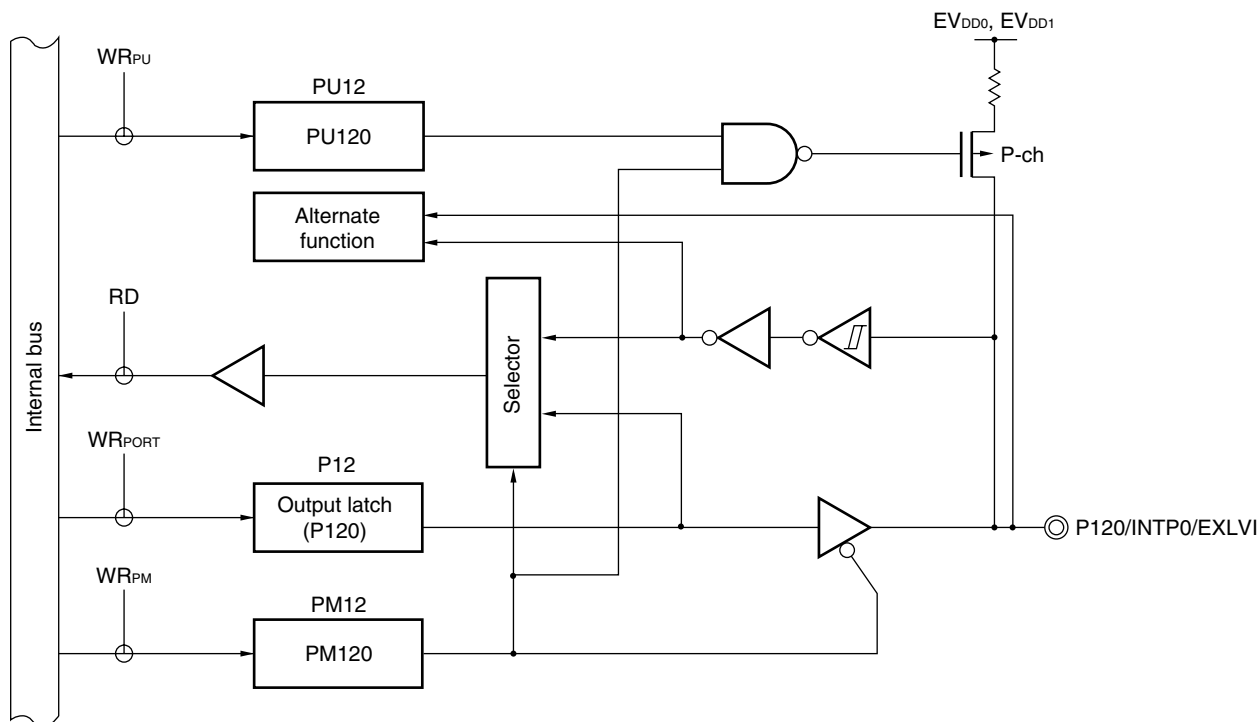 EVDD0, EVDD1
WRPU
PU12
PU120
P-ch
Alternate
function
RD
Internal bus
Selector
WRPORT
P12
Output latch
(P120)
P120/INTP0/EXLVI
WRPM
PM12
PM120